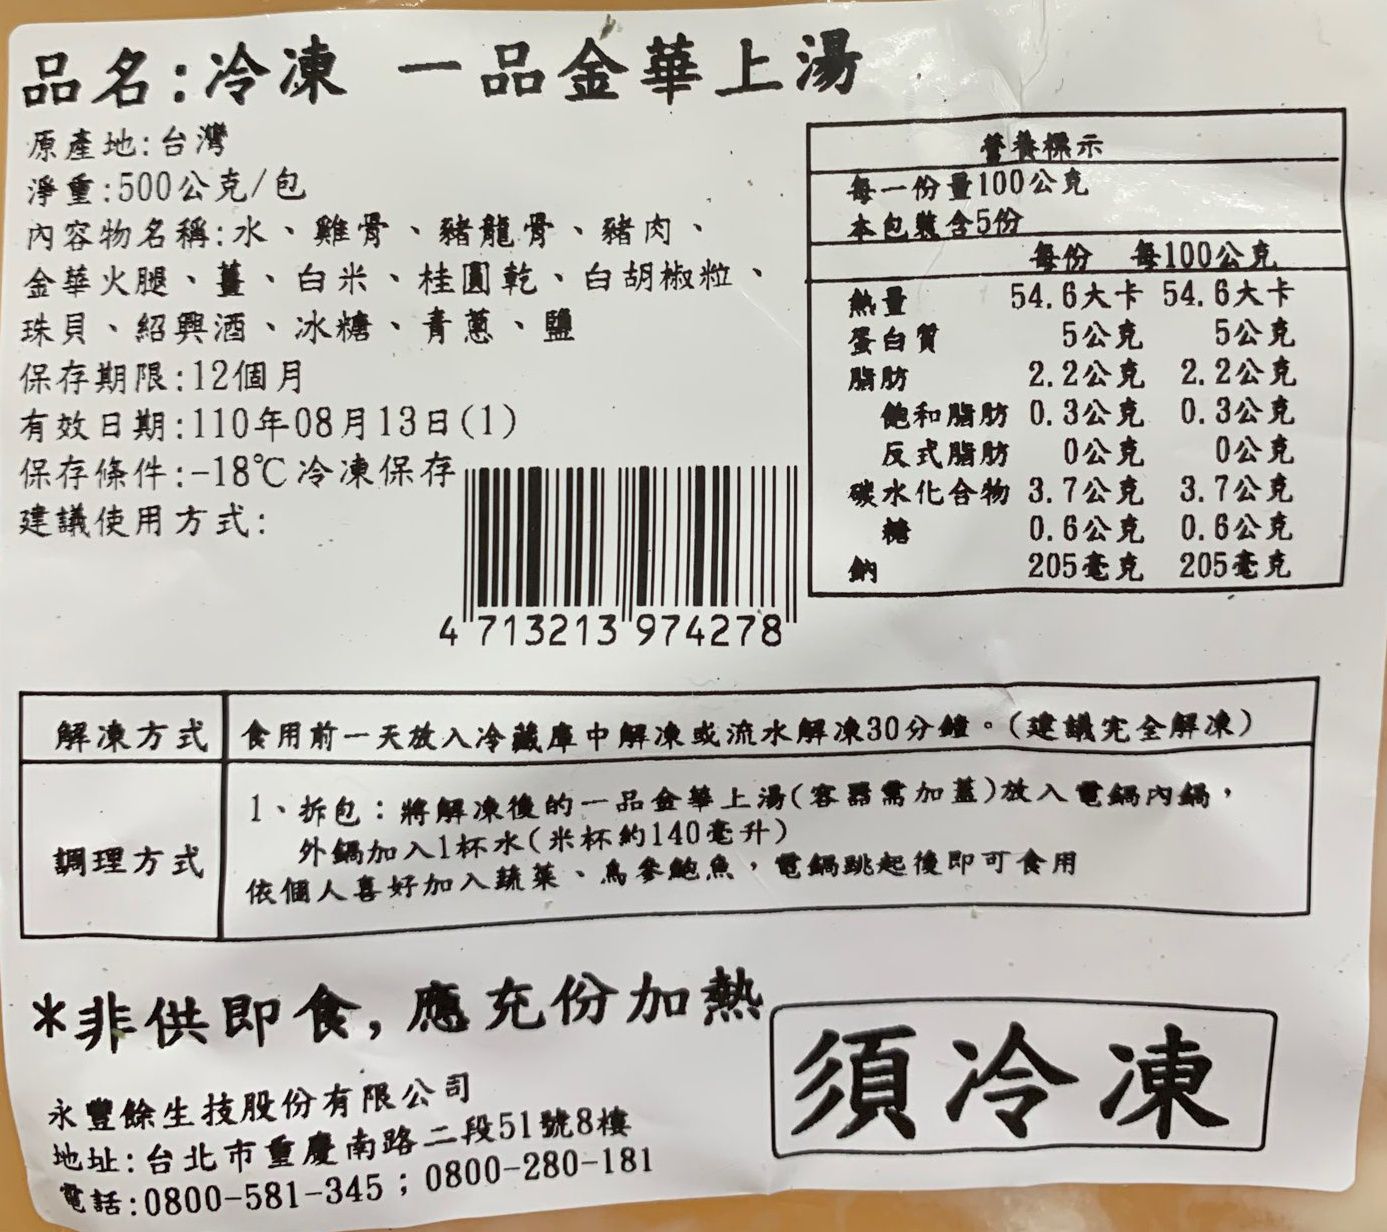 品名:冷凍 一品金華上湯
原產地:台灣
淨重:500公克/包
內容物名稱:水、雞骨、豬龍骨、豬肉、
金華火腿、薑、白米、桂圓乾、白胡椒粒、
珠貝、紹興酒、冰糖、青蔥、鹽
保存期限:12個月
有效日期:110年08月13日(1)
保存條件:-18℃冷凍保存
建議使用方式:
4 713213 974278
營養標示
每一份量100公克
本包裝含5份
每份 每100公克
熱量 54.6大卡 54.6大卡
蛋白質 5公克 5公克
脂肪 2.2公克 2.2公克
飽和脂肪 0.3公克 0.3公克
反式脂肪 0公克 0公克
碳水化合物 3.7公克 3.7公克
糖 0.6公克 0.6公克
鈉 205毫克 205毫克
解凍方式 食用前一天放入冷藏庫中解凍或流水解凍30分鐘。(建議完全解凍)
調理方式
1、拆包:將解凍後的一品金華上湯(容器需加蓋)放入電鍋內鍋,
外鍋加入1杯水(米杯約140毫升)
依個人喜好加入蔬菜、烏參鮑魚,電鍋跳起後即可食用
*非供即食,應充份加熱
須冷凍
永豐餘生技股份有限公司
地址:台北市重慶南路二段51號8樓
電話:0800-581-345;0800-280-181